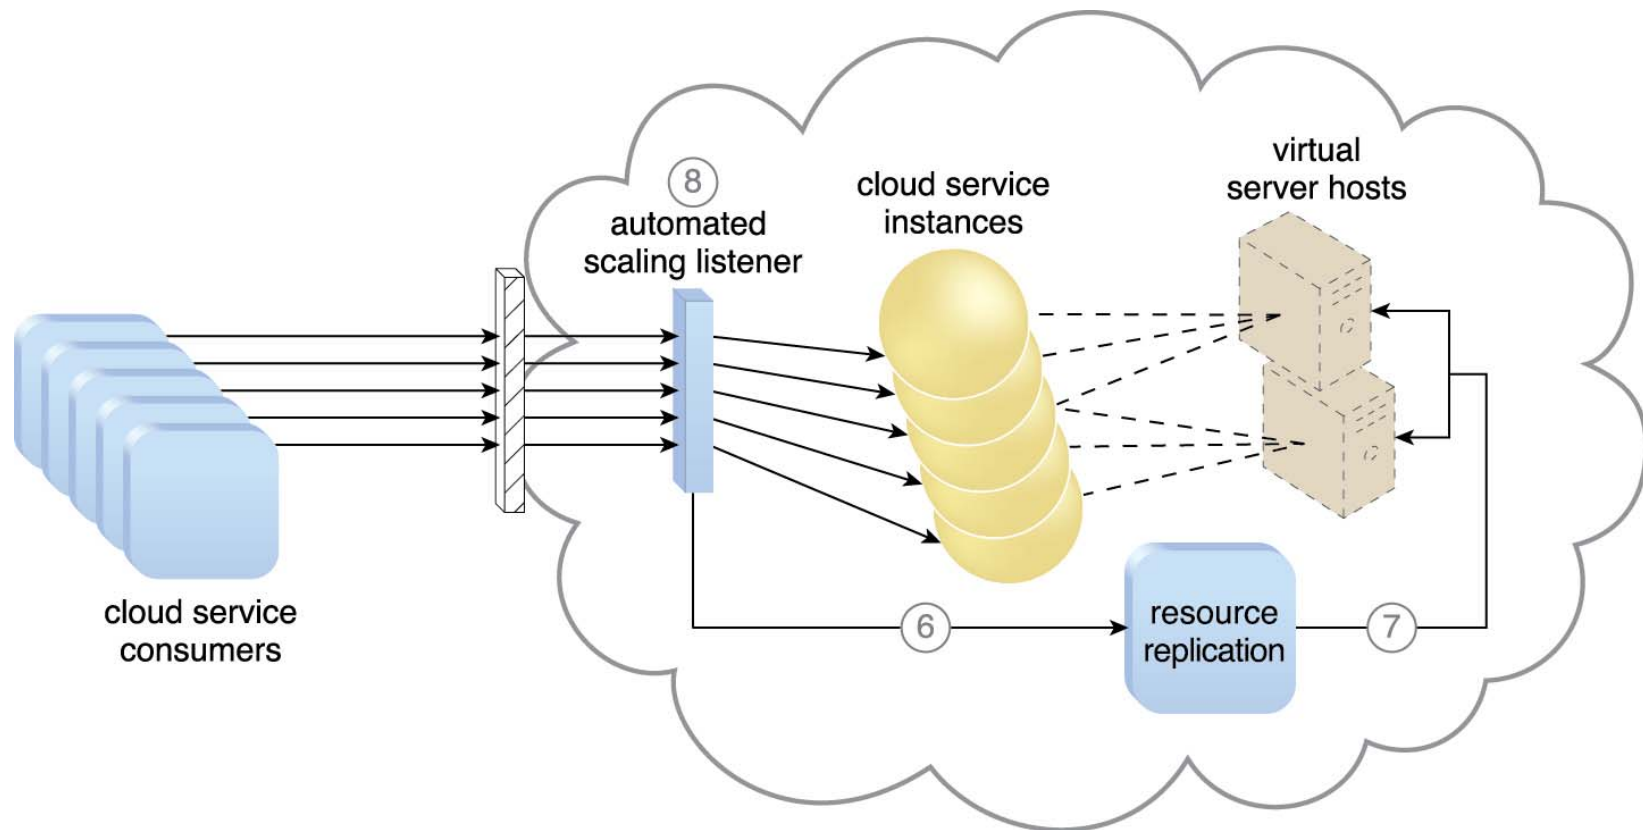 8
automated
scaling listener
cloud service
instances
virtual
server hosts
cloud service
consumers
6
resource
replication
7